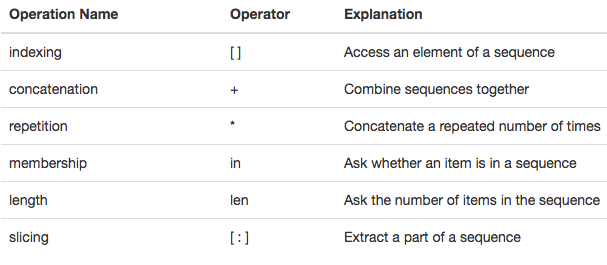 Operation Name Operator Explanation
indexing [ ] Access an element of a sequence
concatenation + Combine sequences together
repetition * Concatenate a repeated number of times
membership in Ask whether an item is in a sequence
length len Ask the number of items in the sequence
slicing [ : ] Extract a part of a sequence